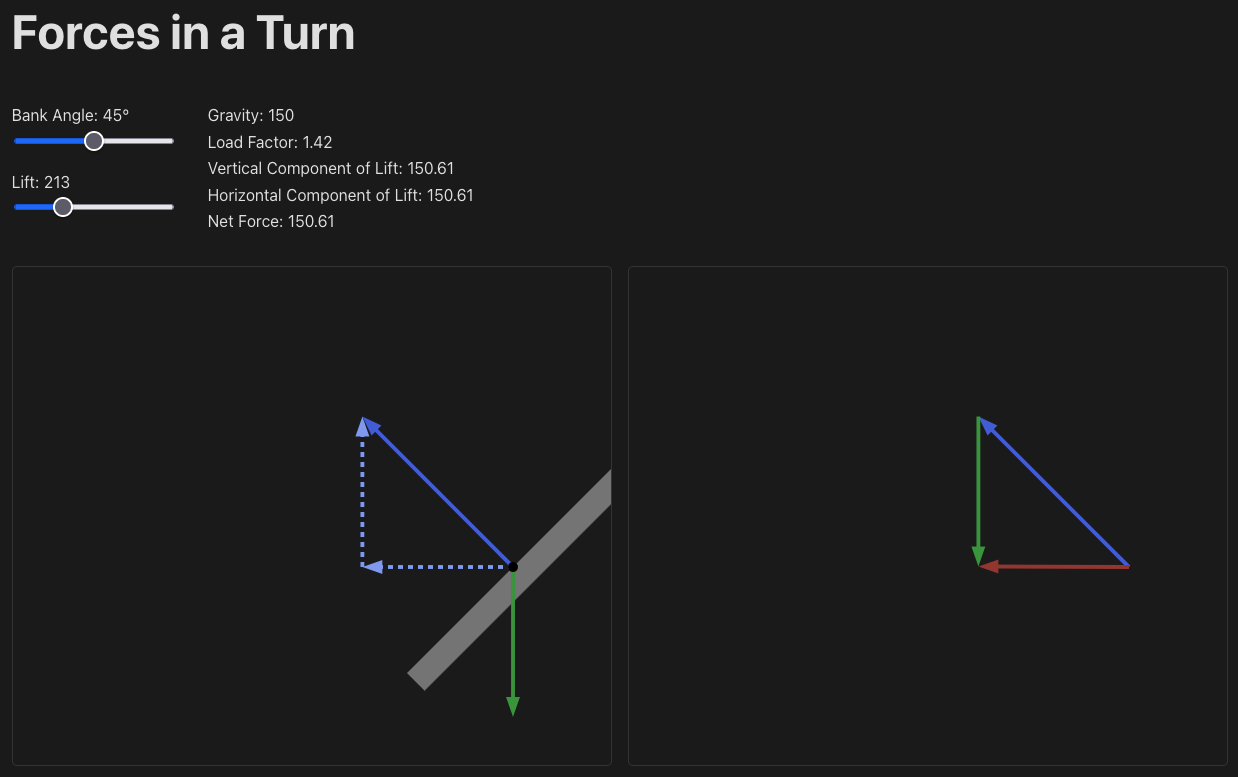 Forces in a Turn
Bank Angle: 45°
Lift: 213
Gravity: 150
Load Factor: 1.42
Vertical Component of Lift: 150.61
Horizontal Component of Lift: 150.61
Net Force: 150.61